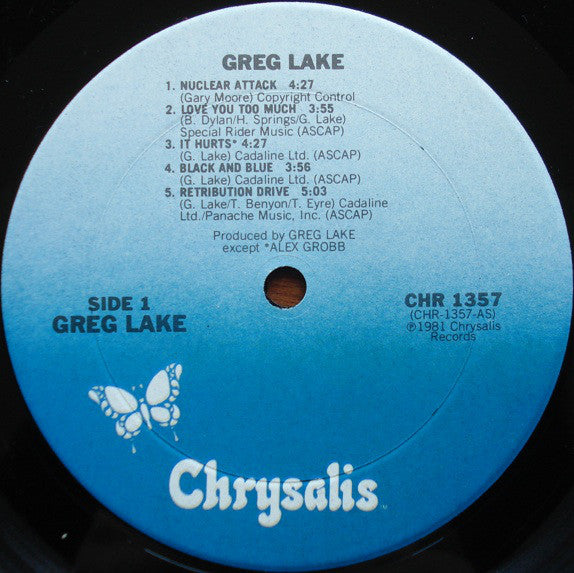 GREG LAKE
1. NUCLEAR ATTACK 4:27
(Gary Moore) Copyright Control
2. LOVE YOU TOO MUCH 3:55
(B. Dylan/H. Springs/G. Lake)
Special Rider Music (ASCAP)
3. IT HURTS* 4:27
(G. Lake) Cadaline Ltd. (ASCAP)
4. BLACK AND BLUE 3:56
(G. Lake) Cadaline Ltd. (ASCAP)
5. RETRIBUTION DRIVE 5:03
(G. Lake/T. Benyon/T. Eyre) Cadaline
Ltd./Panache Music, Inc. (ASCAP)
Produced by GREG LAKE
except *ALEX GROBB
SIDE 1
GREG LAKE
CHR 1357
(CHR-1357-AS)
℗1981 Chrysalis
Records
Chrysalis
TM